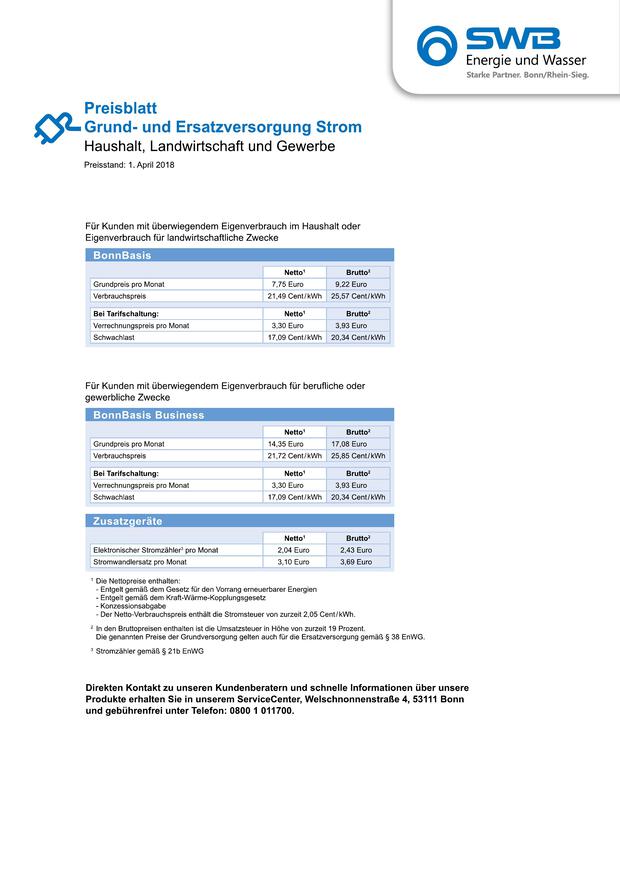 SWB
Energie und Wasser
Starke Partner. Bonn/Rhein-Sieg.
Preisblatt
Grund- und Ersatzversorgung Strom
Haushalt, Landwirtschaft und Gewerbe
Preisstand: 1. April 2018
Für Kunden mit überwiegendem Eigenverbrauch im Haushalt oder
Eigenverbrauch für landwirtschaftliche Zwecke
BonnBasis
Netto¹ Brutto²
Grundpreis pro Monat 7,75 Euro 9,22 Euro
Verbrauchspreis 21,49 Cent/kWh 25,57 Cent/kWh
Bei Tarifschaltung: Netto¹ Brutto²
Verrechnungspreis pro Monat 3,30 Euro 3,93 Euro
Schwachlast 17,09 Cent/kWh 20,34 Cent/kWh
Für Kunden mit überwiegendem Eigenverbrauch für berufliche oder
gewerbliche Zwecke
BonnBasis Business
Netto¹ Brutto²
Grundpreis pro Monat 14,35 Euro 17,08 Euro
Verbrauchspreis 21,72 Cent/kWh 25,85 Cent/kWh
Bei Tarifschaltung: Netto¹ Brutto²
Verrechnungspreis pro Monat 3,30 Euro 3,93 Euro
Schwachlast 17,09 Cent/kWh 20,34 Cent/kWh
Zusatzgeräte
Netto¹ Brutto²
Elektronischer Stromzähler³ pro Monat 2,04 Euro 2,43 Euro
Stromwandlersatz pro Monat 3,10 Euro 3,69 Euro
¹ Die Nettopreise enthalten:
- Entgelt gemäß dem Gesetz für den Vorrang erneuerbarer Energien
- Entgelt gemäß dem Kraft-Wärme-Kopplungsgesetz
- Konzessionsabgabe
- Der Netto-Verbrauchspreis enthält die Stromsteuer von zurzeit 2,05 Cent/kWh.
² In den Bruttopreisen enthalten ist die Umsatzsteuer in Höhe von zurzeit 19 Prozent.
Die genannten Preise der Grundversorgung gelten auch für die Ersatzversorgung gemäß § 38 EnWG.
³ Stromzähler gemäß § 21b EnWG
Direkten Kontakt zu unseren Kundenberatern und schnelle Informationen über unsere
Produkte erhalten Sie in unserem ServiceCenter, Welschnonnenstraße 4, 53111 Bonn
und gebührenfrei unter Telefon: 0800 1 011700.